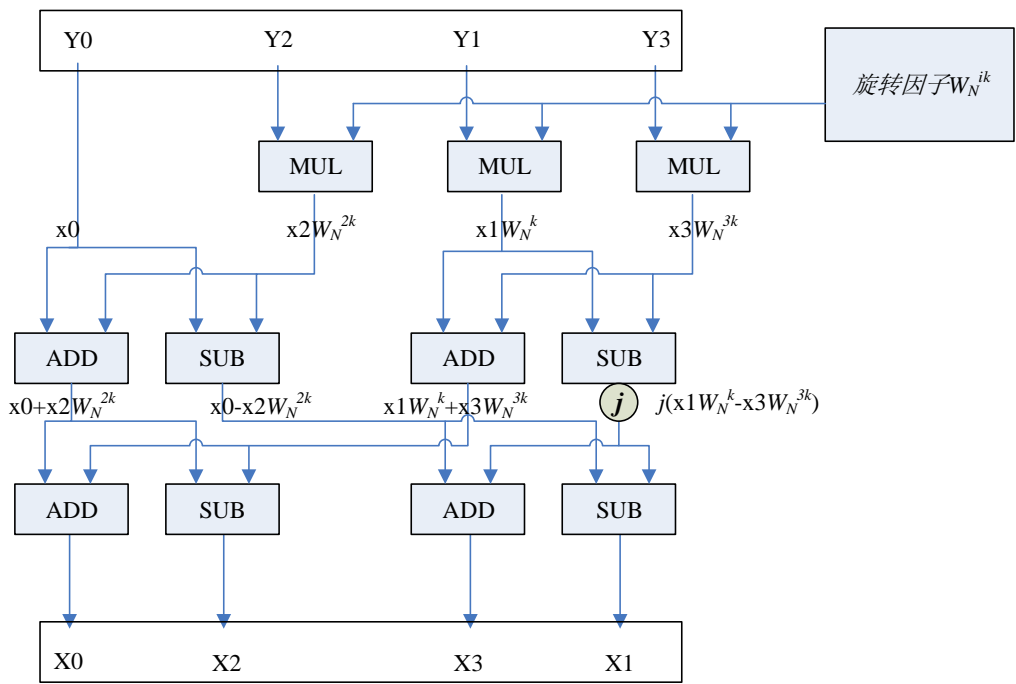 Y0 Y2 Y1 Y3
旋转因子W_N^{ik}
MUL MUL MUL
x0 x2W_N^{2k} x1W_N^{k} x3W_N^{3k}
ADD SUB ADD SUB
j
x0+x2W_N^{2k} x0-x2W_N^{2k} x1W_N^{k}+x3W_N^{3k} j(x1W_N^{k}-x3W_N^{3k})
ADD SUB ADD SUB
X0 X2 X3 X1